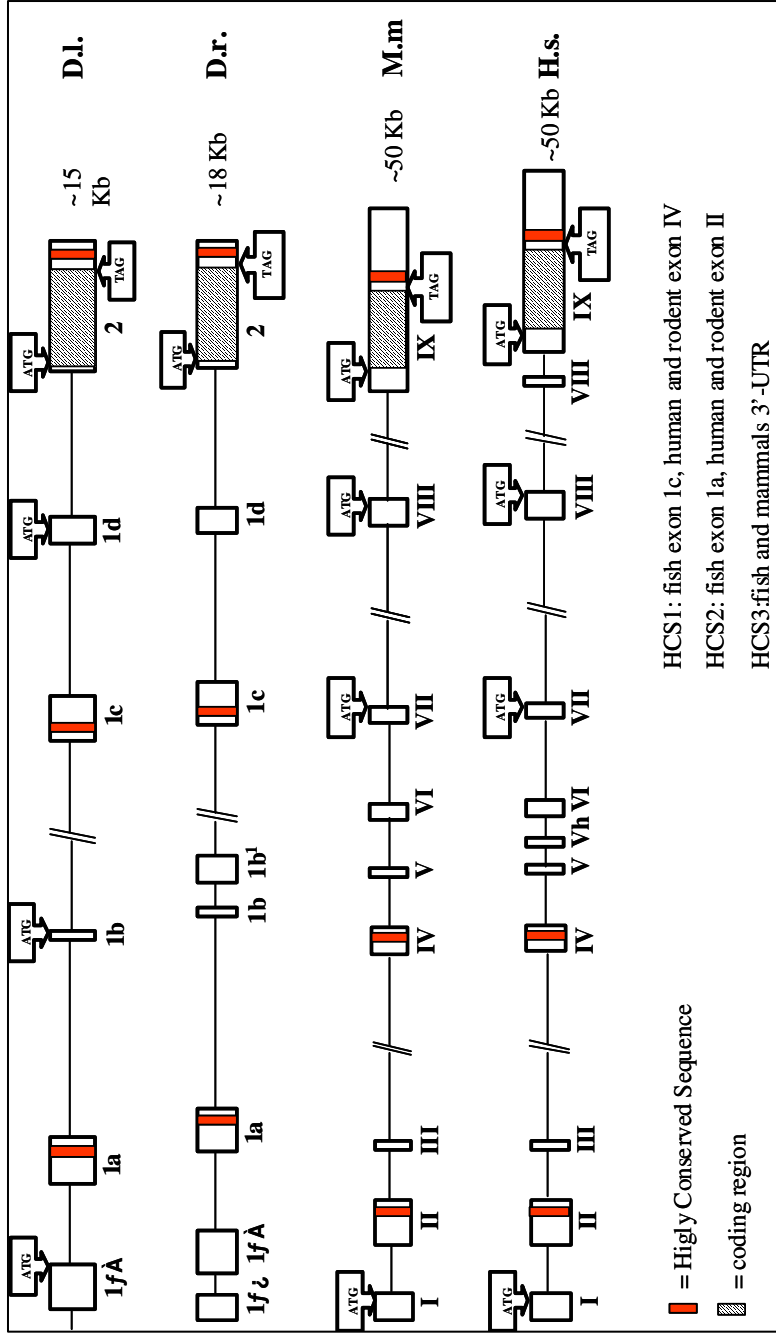 ATG ATG ATG ATG
~15
Kb
D.l.
1fÀ 1a 1b 1c 1d 2
TAG
ATG
~18 Kb
D.r.
1f¿ 1fÀ 1a 1b 1b¹ 1c 1d 2
TAG
ATG ATG ATG ATG
~50 Kb
M.m
I II III IV V VI VII VIII IX
TAG
ATG ATG ATG ATG
~50 Kb
H.s.
I II III IV V Vh VI VII VIII VIII IX
TAG
= Higly Conserved Sequence
= coding region
HCS1: fish exon 1c, human and rodent exon IV
HCS2: fish exon 1a, human and rodent exon II
HCS3:fish and mammals 3’-UTR